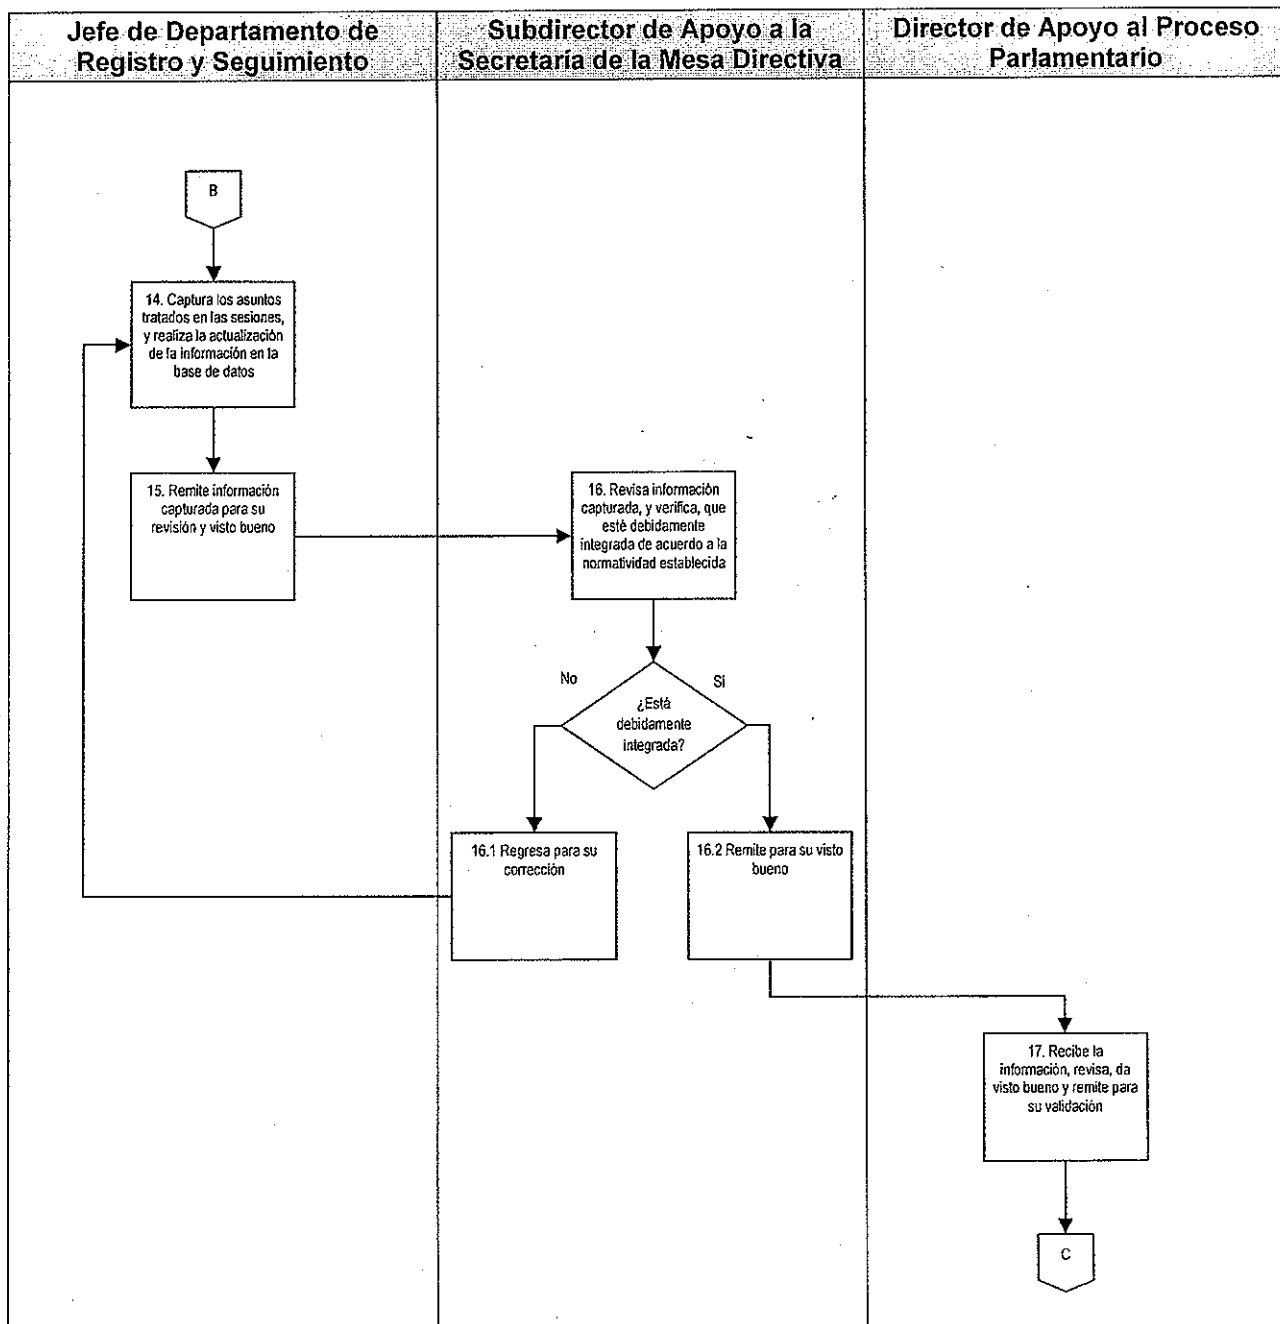 Jefe de Departamento de
Registro y Seguimiento
Subdirector de Apoyo a la
Secretaría de la Mesa Directiva
Director de Apoyo al Proceso
Parlamentario
B
14. Captura los asuntos
tratados en las sesiones,
y realiza la actualización
de la información en la
base de datos
15. Remite información
capturada para su
revisión y visto bueno
16. Revisa información
capturada, y verifica, que
esté debidamente
integrada de acuerdo a la
normatividad establecida
No
Si
¿Está
debidamente
integrada?
16.1 Regresa para su
corrección
16.2 Remite para su visto
bueno
17. Recibe la
información, revisa, da
visto bueno y remite para
su validación
C